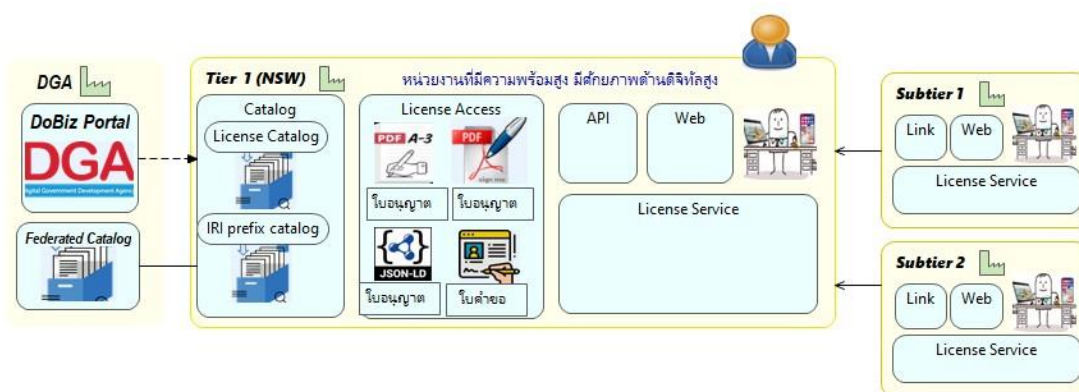 DGA
DoBiz Portal
DGA
Digital Government Development Agency
Federated Catalog
Tier 1 (NSW)
หน่วยงานที่มีความพร้อมสูง มีศักยภาพด้านดิจิทัลสูง
Catalog
License Catalog
IRI prefix catalog
License Access
PDF A-3
PDF
sign me
ใบอนุญาต
ใบอนุญาต
JSON-LD
ใบอนุญาต
ใบคำขอ
API
Web
License Service
Subtier 1
Link
Web
License Service
Subtier 2
Link
Web
License Service